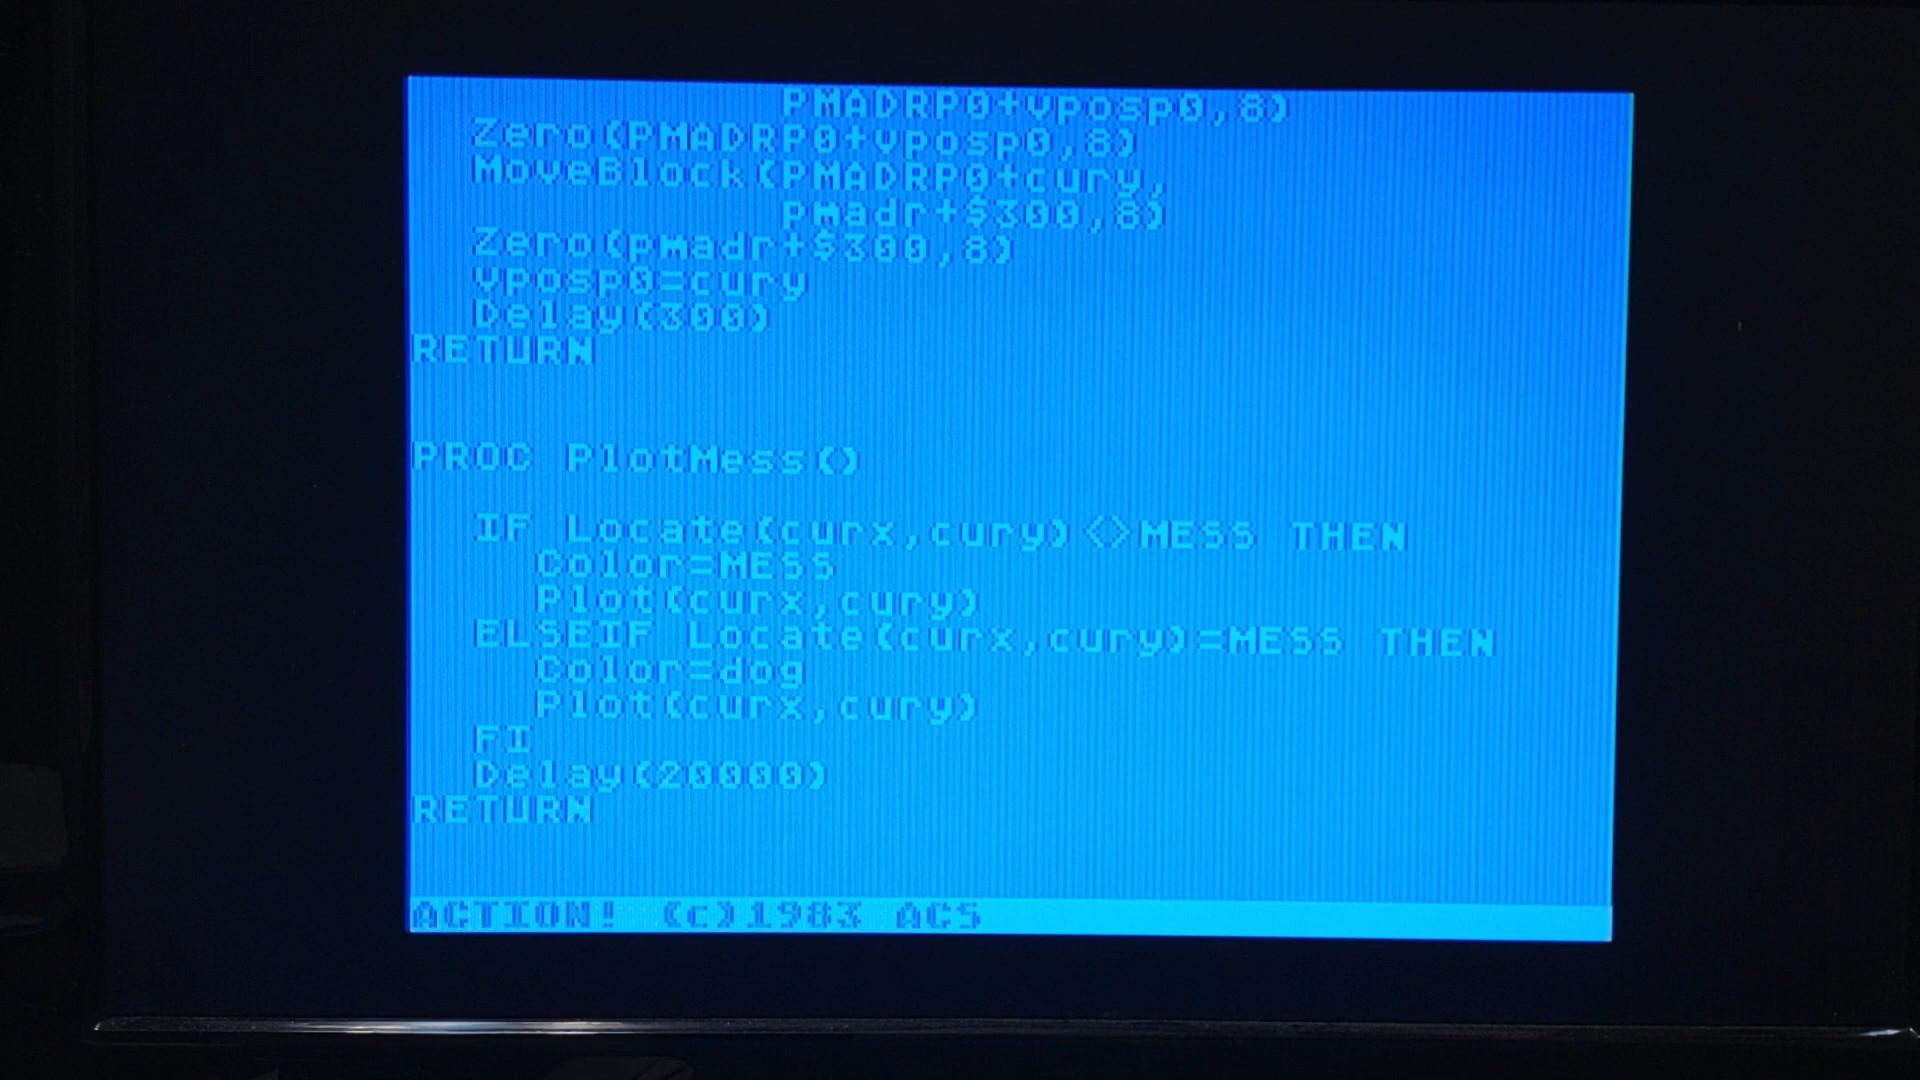 PMADRP0+vposp0,8)
Zero(PMADRP0+vposp0,8)
MoveBlock(PMADRP0+cury,
pmadr+$300,8)
Zero(pmadr+$300,8)
vposp0=cury
Delay(300)
RETURN
PROC PlotMess()
IF Locate(curx,cury)<>MESS THEN
Color=MESS
Plot(curx,cury)
ELSEIF Locate(curx,cury)=MESS THEN
Color=dog
Plot(curx,cury)
FI
Delay(20000)
RETURN
ACTION! (c)1983 ACS